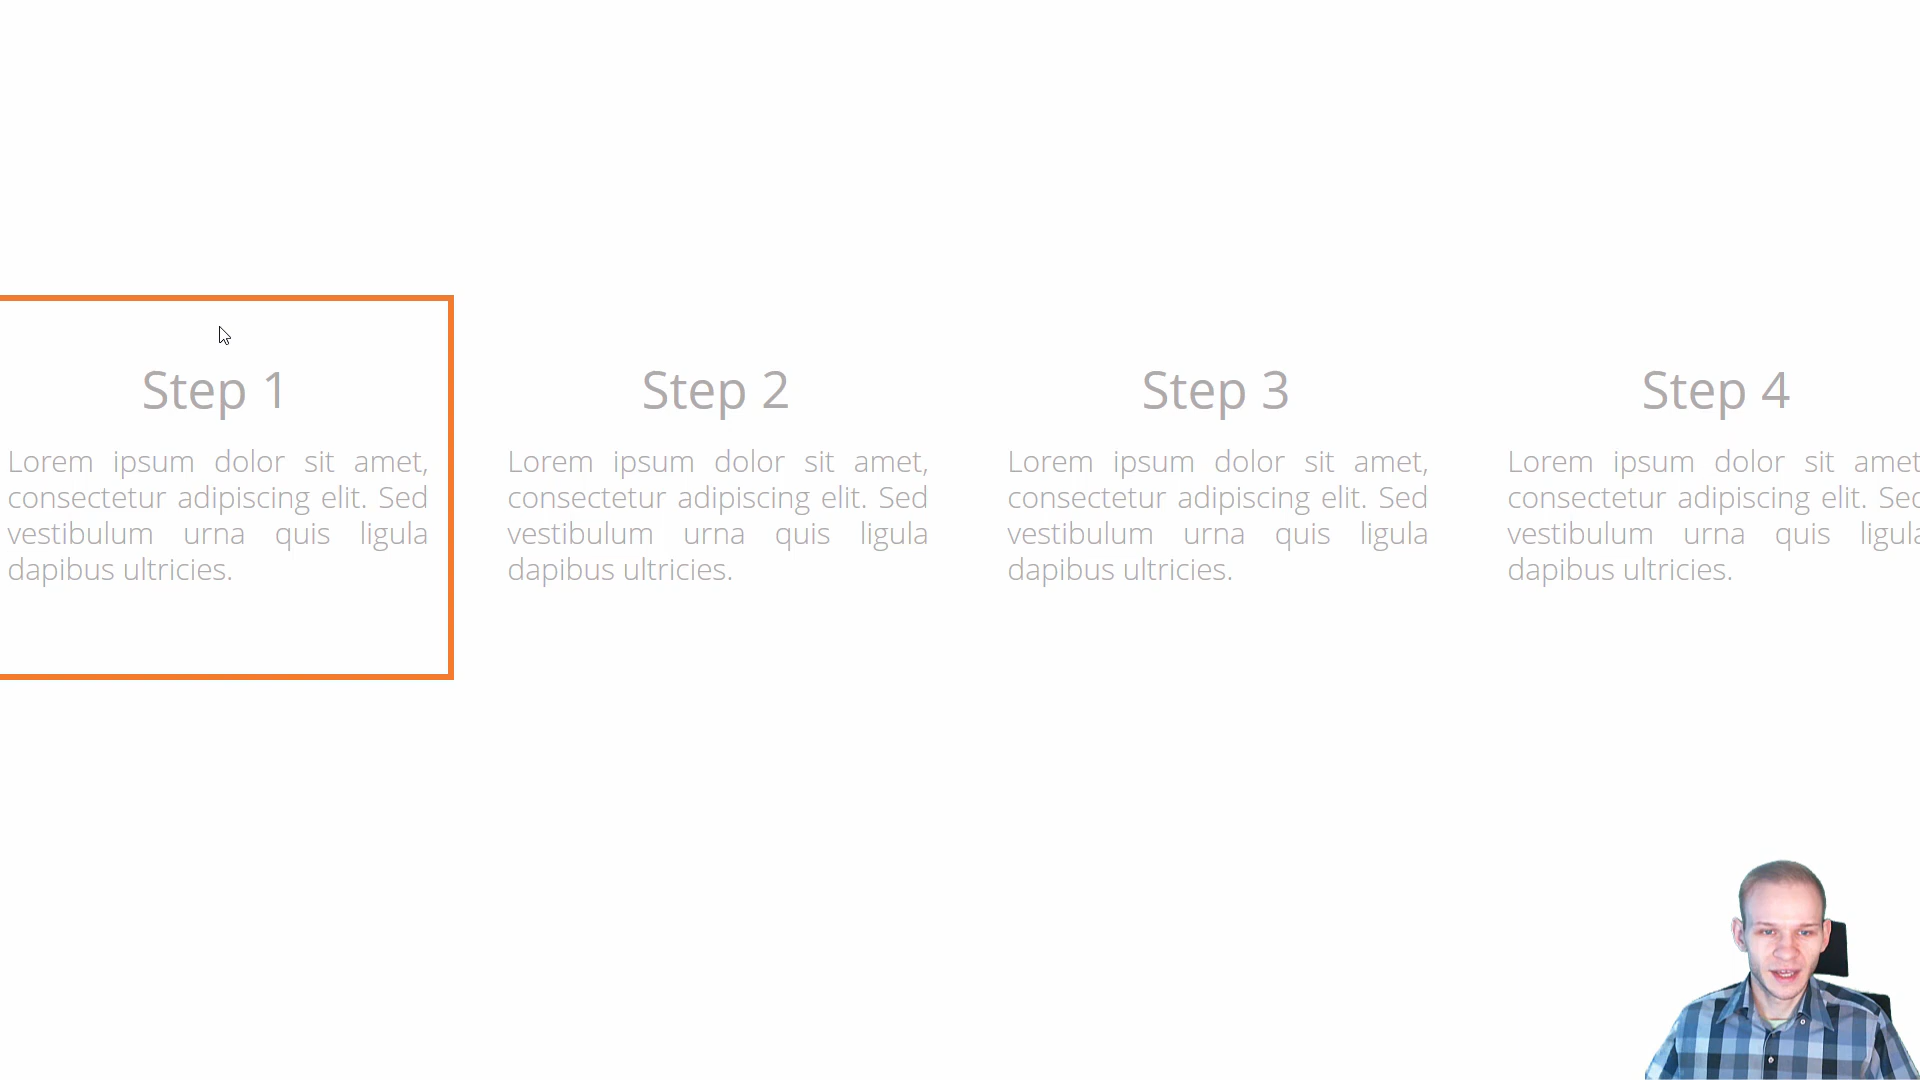 Step 1
Lorem ipsum dolor sit amet,
consectetur adipiscing elit. Sed
vestibulum urna quis ligula
dapibus ultricies.
Step 2
Lorem ipsum dolor sit amet,
consectetur adipiscing elit. Sed
vestibulum urna quis ligula
dapibus ultricies.
Step 3
Lorem ipsum dolor sit amet,
consectetur adipiscing elit. Sed
vestibulum urna quis ligula
dapibus ultricies.
Step 4
Lorem ipsum dolor sit amet
consectetur adipiscing elit. Sed
vestibulum urna quis ligula
dapibus ultricies.